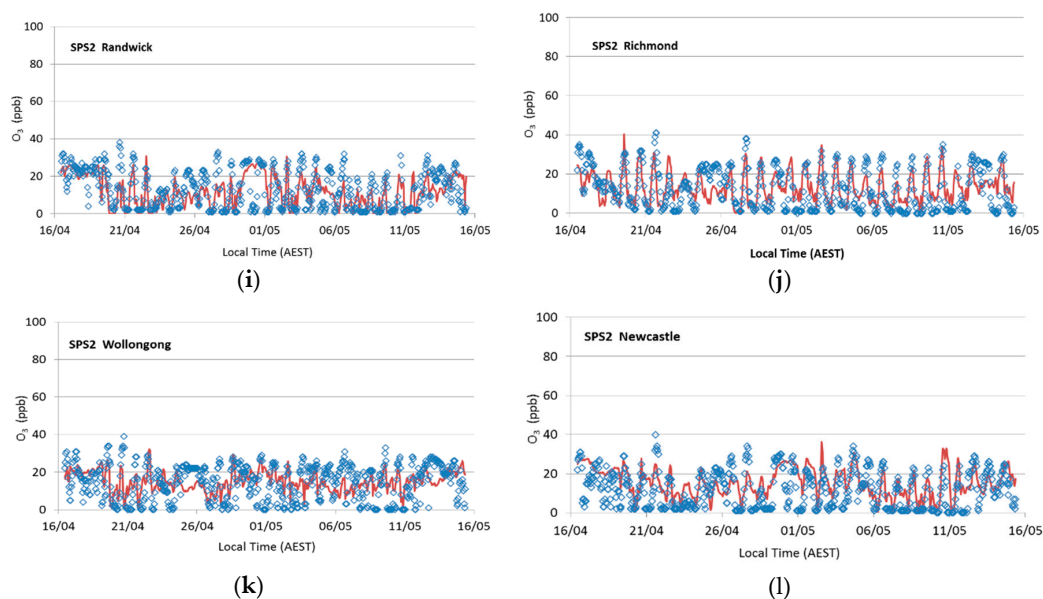 100
80
60
40
20
0
O3 (ppb)
SPS2 Randwick
16/04 21/04 26/04 01/05 06/05 11/05 16/05
Local Time (AEST)
(i)
100
80
60
40
20
0
O3 (ppb)
SPS2 Richmond
16/04 21/04 26/04 01/05 06/05 11/05 16/05
Local Time (AEST)
(j)
100
80
60
40
20
0
O3 (ppb)
SPS2 Wollongong
16/04 21/04 26/04 01/05 06/05 11/05 16/05
Local Time (AEST)
(k)
100
80
60
40
20
0
O3 (ppb)
SPS2 Newcastle
16/04 21/04 26/04 01/05 06/05 11/05 16/05
Local Time (AEST)
(l)